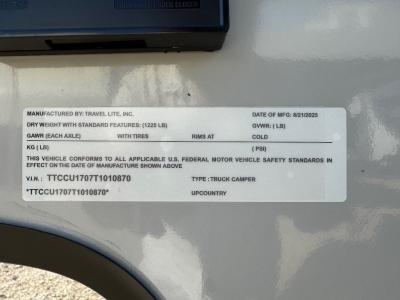 MANUFACTURED BY: TRAVEL LITE, INC. DATE OF MFG: 8/21/2025
DRY WEIGHT WITH STANDARD FEATURES: (1225 LB) GVWR: ( LB)
GAWR (EACH AXLE) WITH TIRES RIMS AT COLD
KG ( LB) ( PSI)
THIS VEHICLE CONFORMS TO ALL APPLICABLE U.S. FEDERAL MOTOR VEHICLE SAFETY STANDARDS IN
EFFECT ON THE DATE OF MANUFACTURE SHOWN ABOVE
V.I.N.: TTCCU1707T1010870 TYPE: TRUCK CAMPER
*TTCCU1707T1010870* UPCOUNTRY